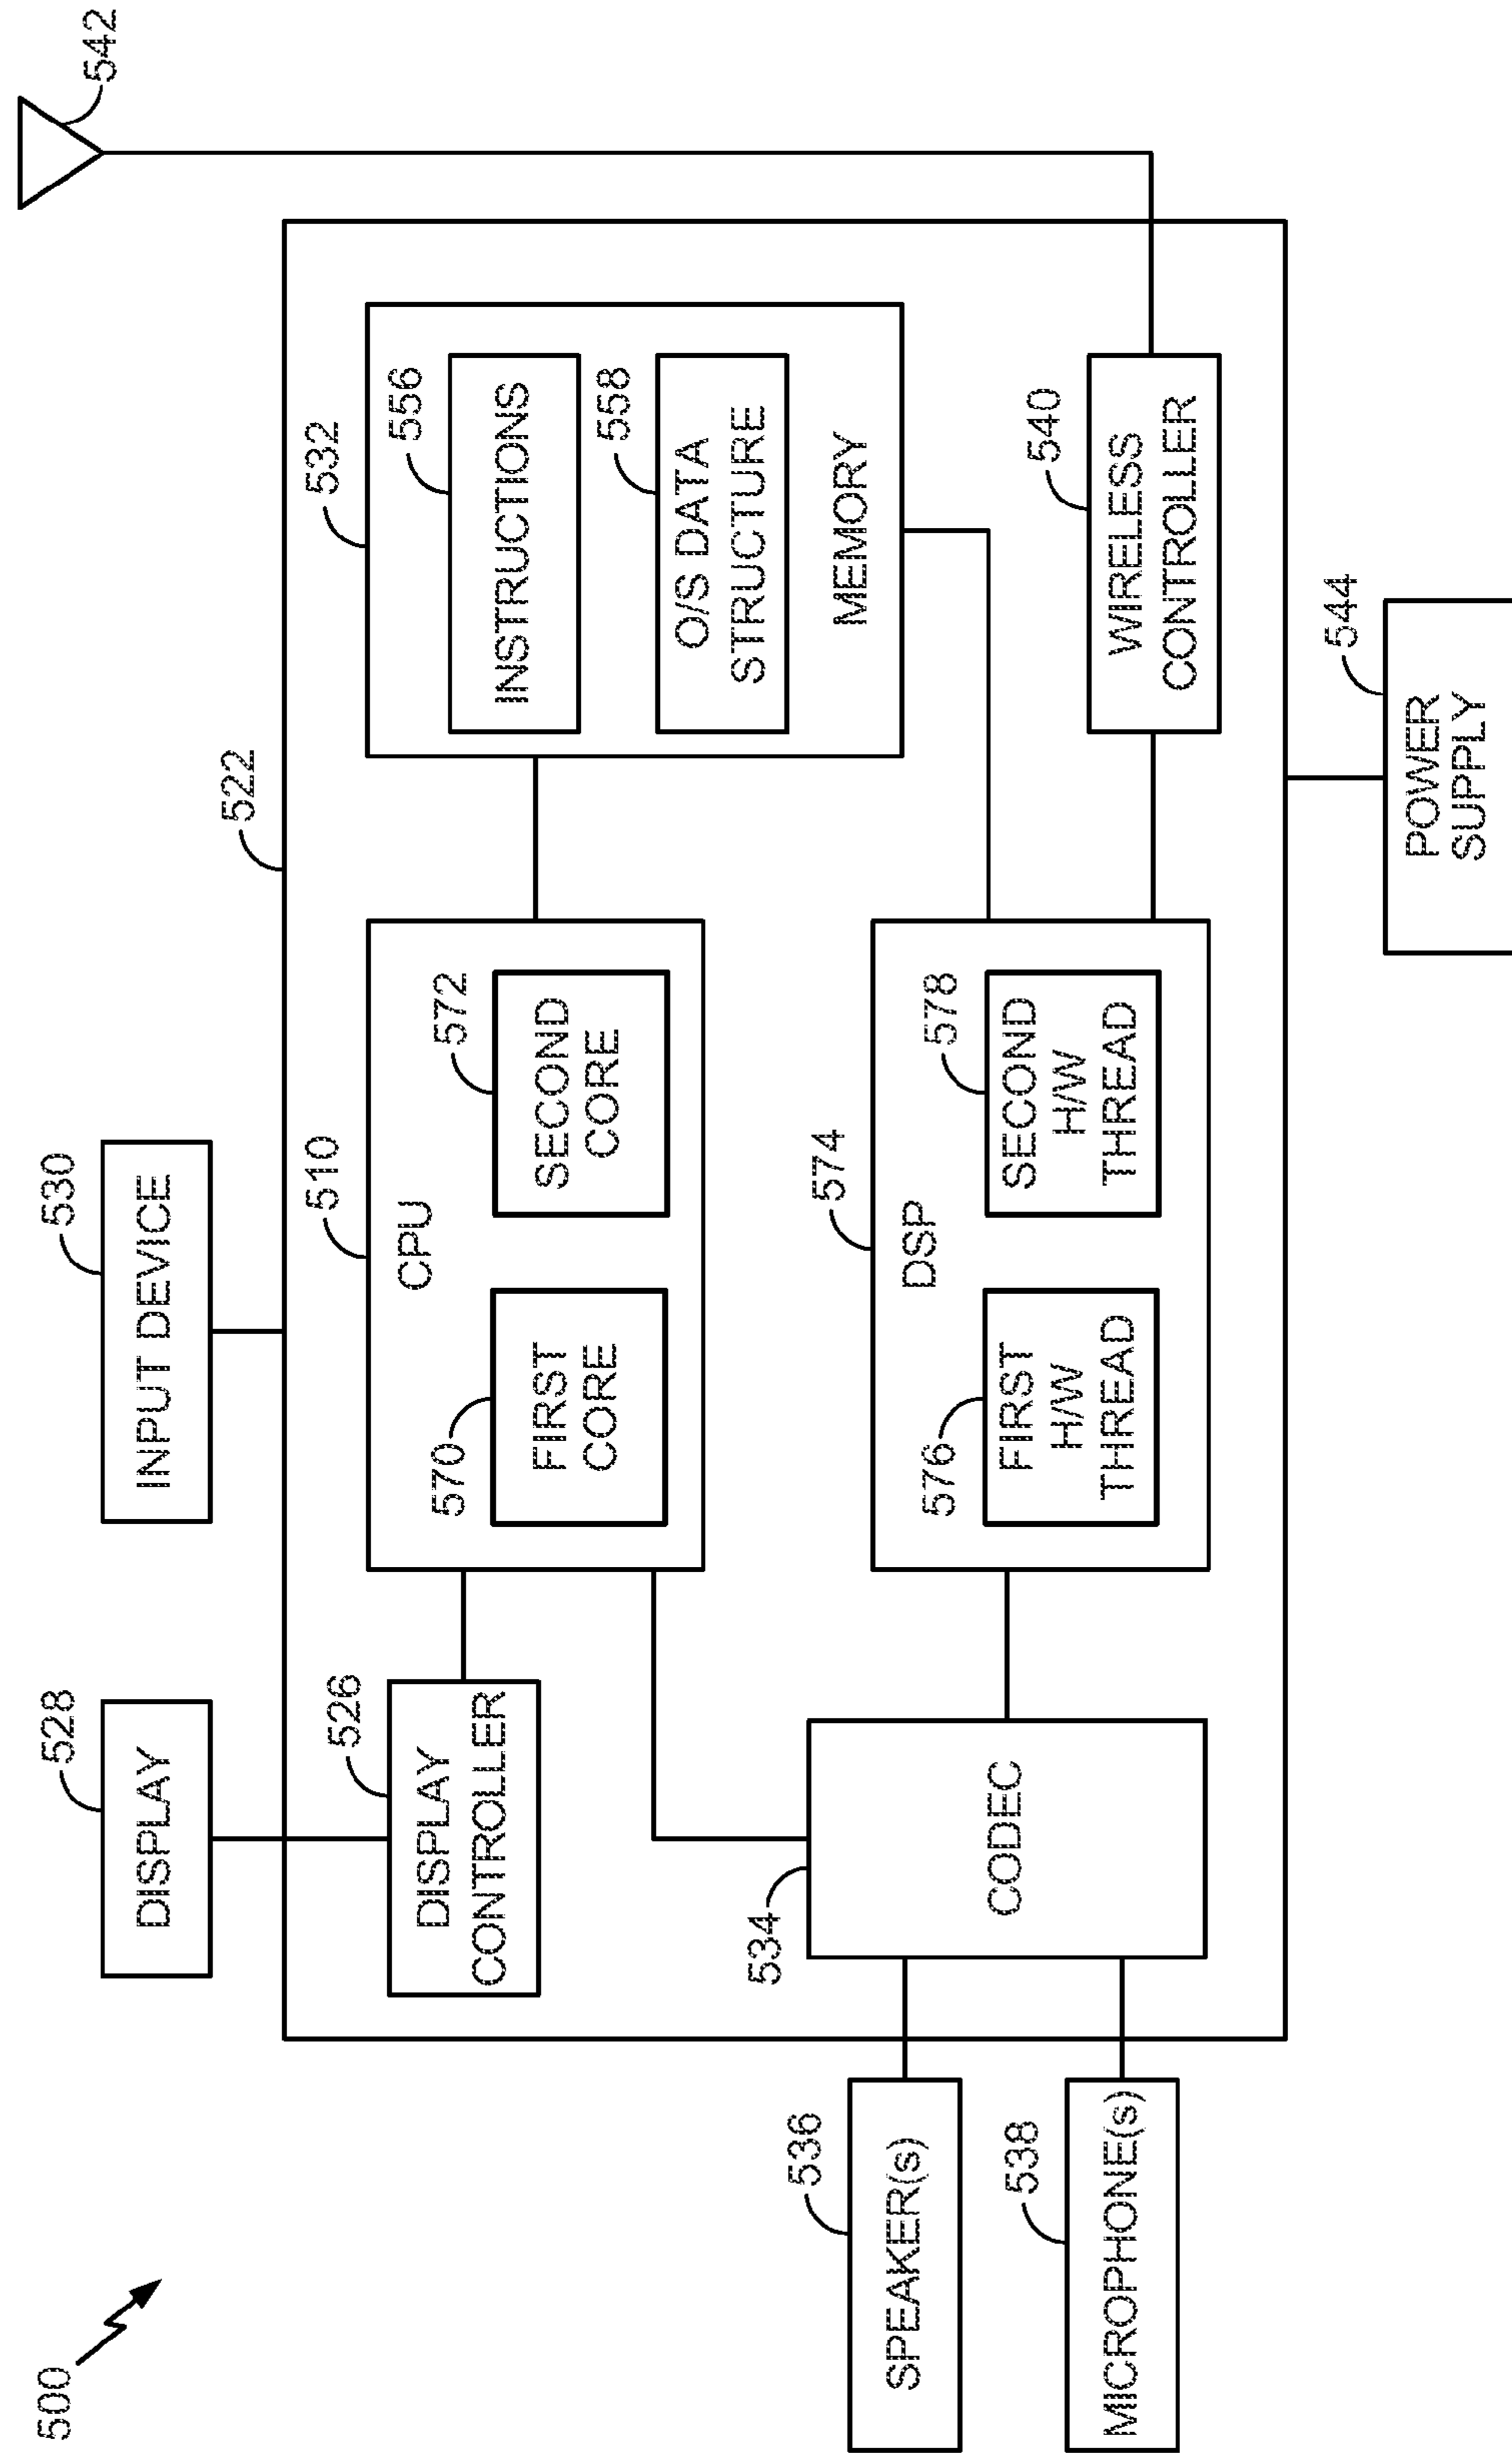 500
528
DISPLAY
530
INPUT DEVICE
542
522
526
DISPLAY
CONTROLLER
510
CPU
570
FIRST
CORE
572
SECOND
CORE
532
556
INSTRUCTIONS
558
O/S DATA
STRUCTURE
MEMORY
534
CODEC
574
DSP
576
FIRST
H/W
THREAD
578
SECOND
H/W
THREAD
540
WIRELESS
CONTROLLER
536
SPEAKER(s)
538
MICROPHONE(s)
544
POWER
SUPPLY